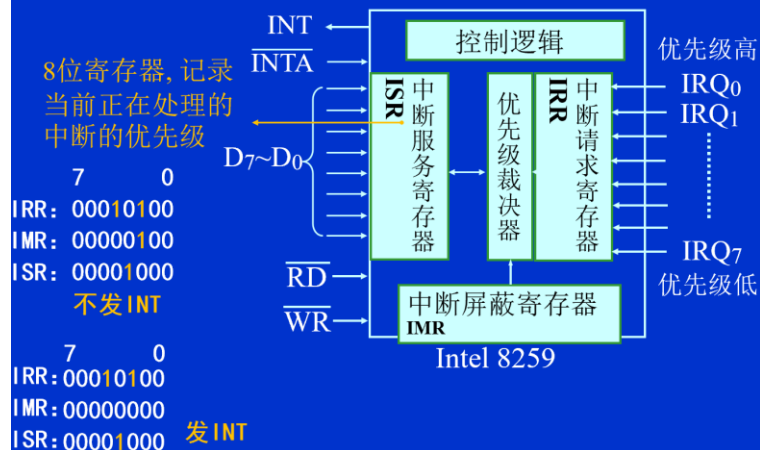 INT
INTA
8位寄存器, 记录
当前正在处理的
中断的优先级
D7~D0
RD
WR
控制逻辑
ISR
中断服务寄存器
优先级裁决器
IRR
中断请求寄存器
中断屏蔽寄存器
IMR
Intel 8259
优先级高
IRQ0
IRQ1
IRQ7
优先级低
7 0
IRR: 00010100
IMR: 00000100
ISR: 00001000
不发INT
7 0
IRR: 00010100
IMR: 00000000
ISR: 00001000
发INT